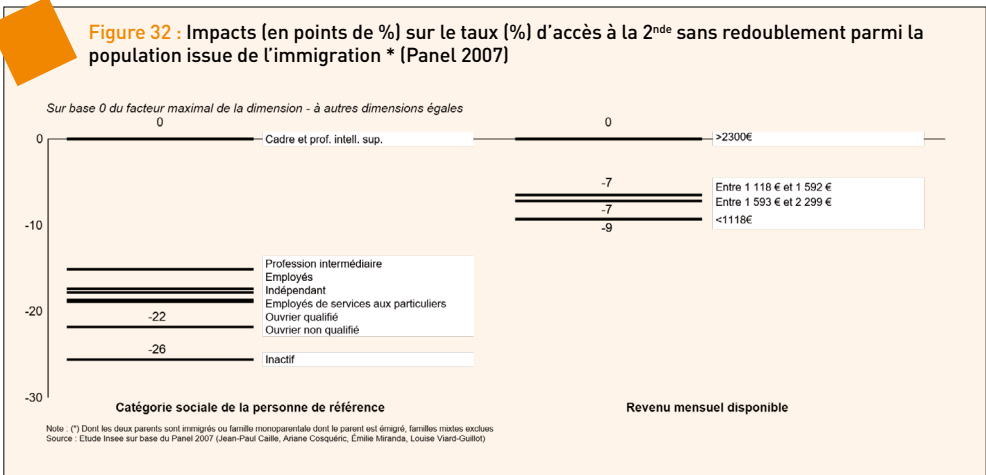 Figure 32 : Impacts (en points de %) sur le taux (%) d'accès à la 2nde sans redoublement parmi la
population issue de l'immigration * (Panel 2007)
Sur base 0 du facteur maximal de la dimension - à autres dimensions égales
0
0
0
Cadre et prof. intell. sup.
>2300€
-7
Entre 1 118 € et 1 592 €
Entre 1 593 € et 2 299 €
-7
<1118€
-9
-10
Profession intermédiaire
Employés
Indépendant
Employés de services aux particuliers
-20
-22
Ouvrier qualifié
Ouvrier non qualifié
-26
Inactif
-30
Catégorie sociale de la personne de référence
Revenu mensuel disponible
Note : (*) Dont les deux parents sont immigrés ou famille monoparentale dont le parent est émigré, familles mixtes exclues
Source : Etude Insee sur base du Panel 2007 (Jean-Paul Caille, Ariane Cosquéric, Émilie Miranda, Louise Viard-Guillot)